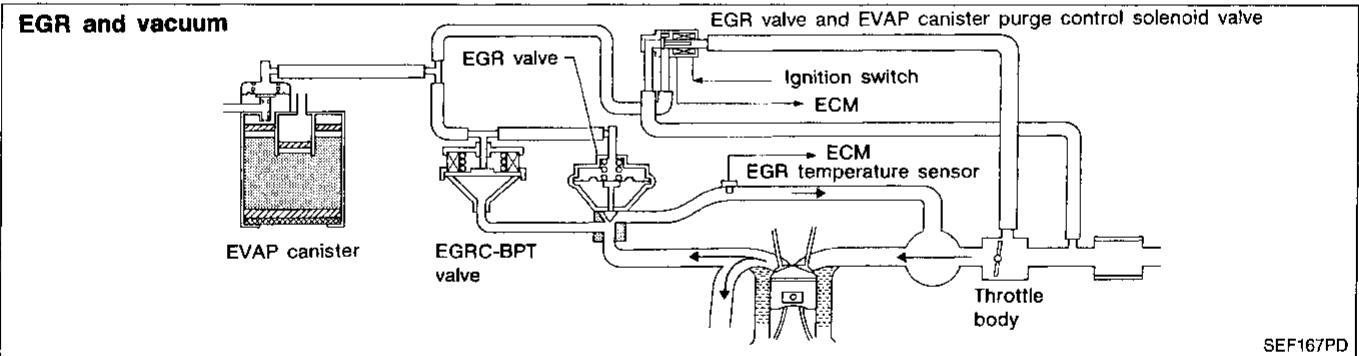 EGR and vacuum
EGR valve and EVAP canister purge control solenoid valve
EGR valve
Ignition switch
ECM
ECM
EGR temperature sensor
EVAP canister
EGRC-BPT
valve
Throttle
body
SEF167PD